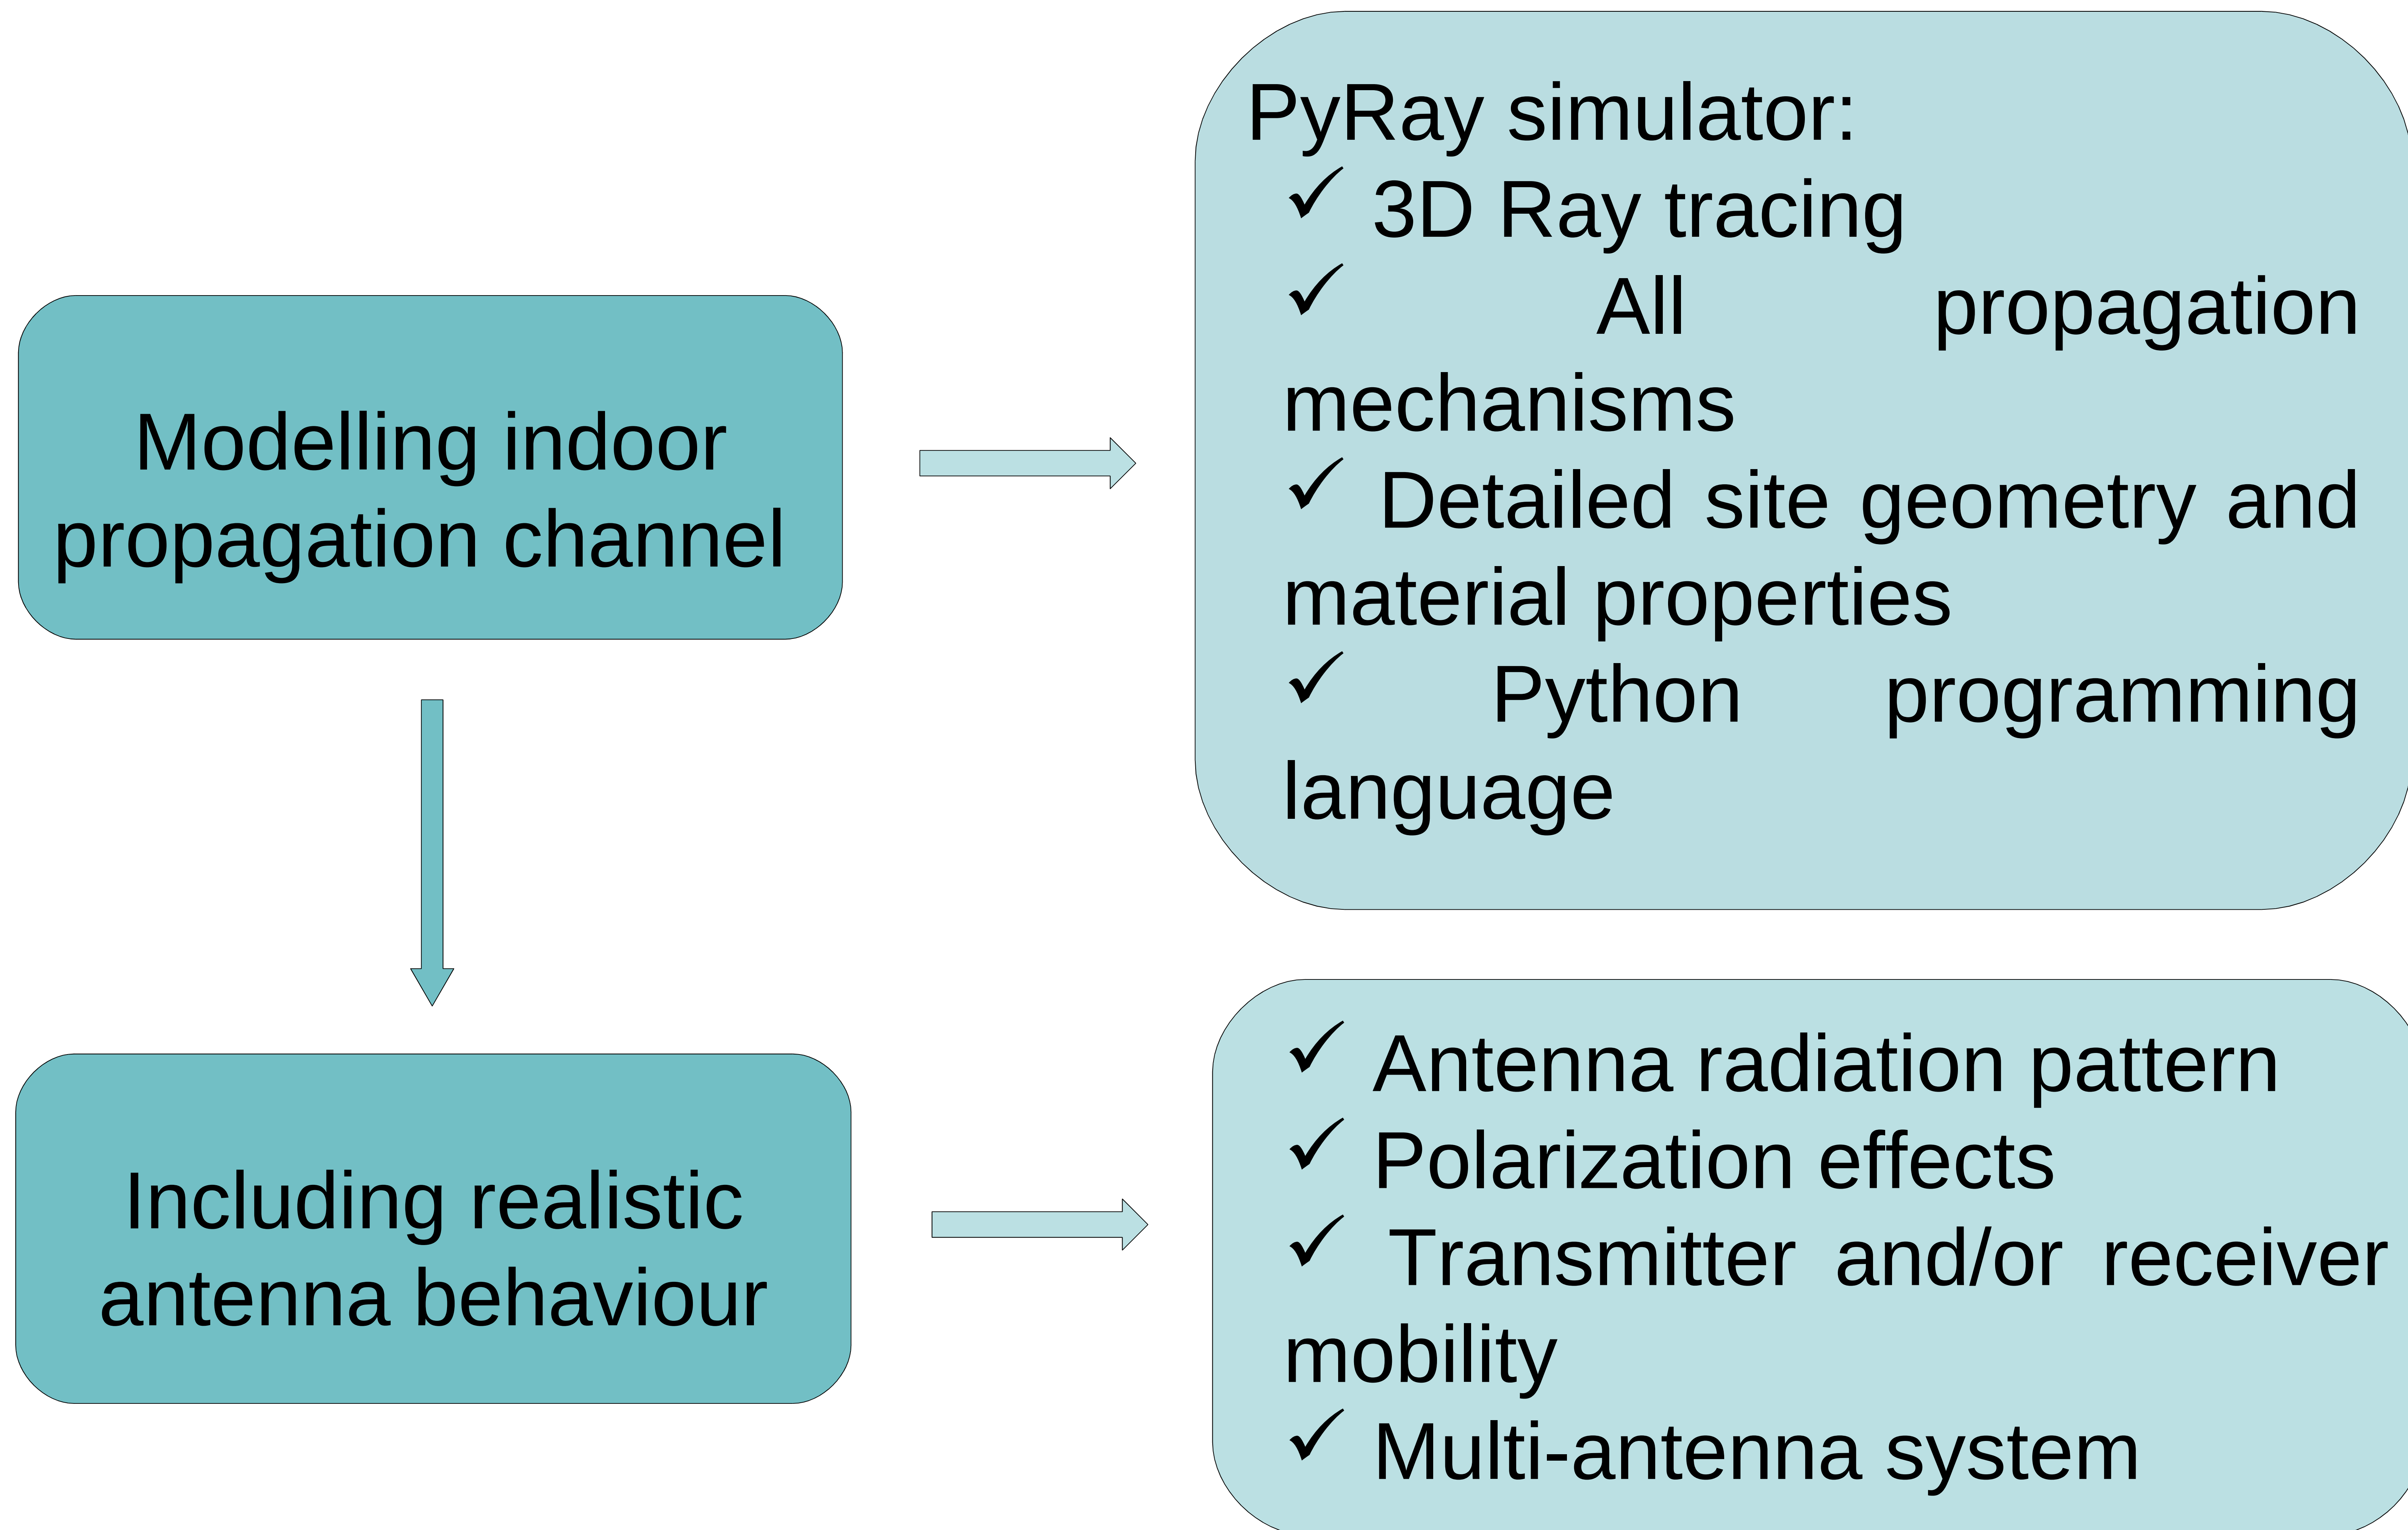 PyRay simulator:
✓ 3D Ray tracing
✓ All propagation
mechanisms
✓ Detailed site geometry and
material properties
✓ Python programming
language
Modelling indoor
propagation channel
Including realistic
antenna behaviour
✓ Antenna radiation pattern
✓ Polarization effects
✓ Transmitter and/or receiver
mobility
✓ Multi-antenna system